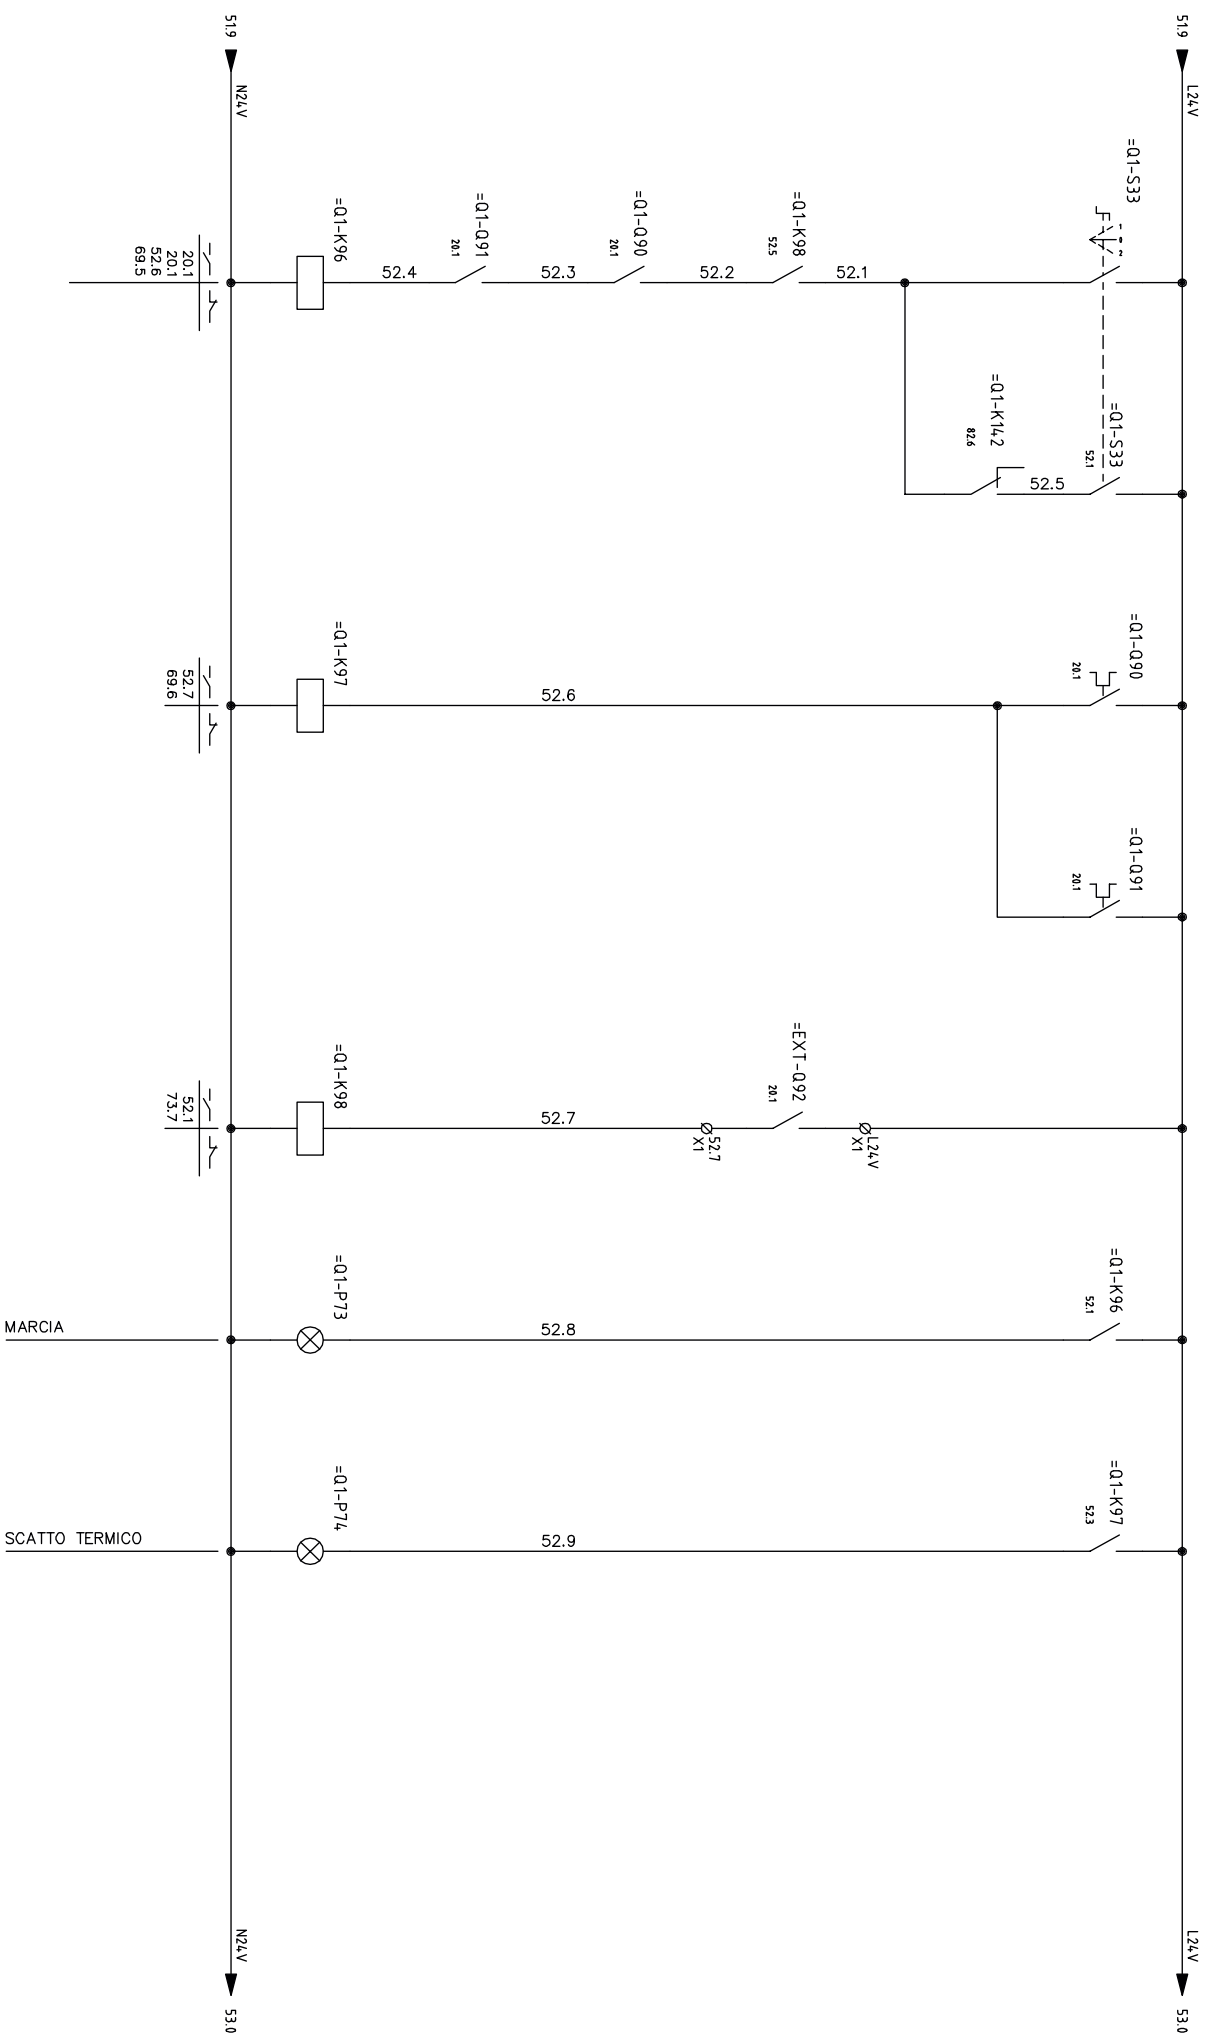 51.9
L24V
=Q1-S33
1
0
2
=Q1-S33
52.1
=Q1-K142
82.6
52.5
=Q1-K98
52.5
52.1
=Q1-Q90
20.1
52.2
=Q1-Q91
20.1
52.3
=Q1-K96
52.4
20.1
20.1
52.6
69.5
=Q1-Q90
20.1
=Q1-Q91
20.1
52.6
=Q1-K97
52.7
69.6
L24V
X1
=EXT-Q92
20.1
52.7
X1
52.7
=Q1-K98
52.1
73.7
=Q1-K96
52.1
52.8
=Q1-P73
MARCIA
=Q1-K97
52.3
52.9
=Q1-P74
SCATTO TERMICO
L24V
53.0
51.9
N24V
N24V
53.0